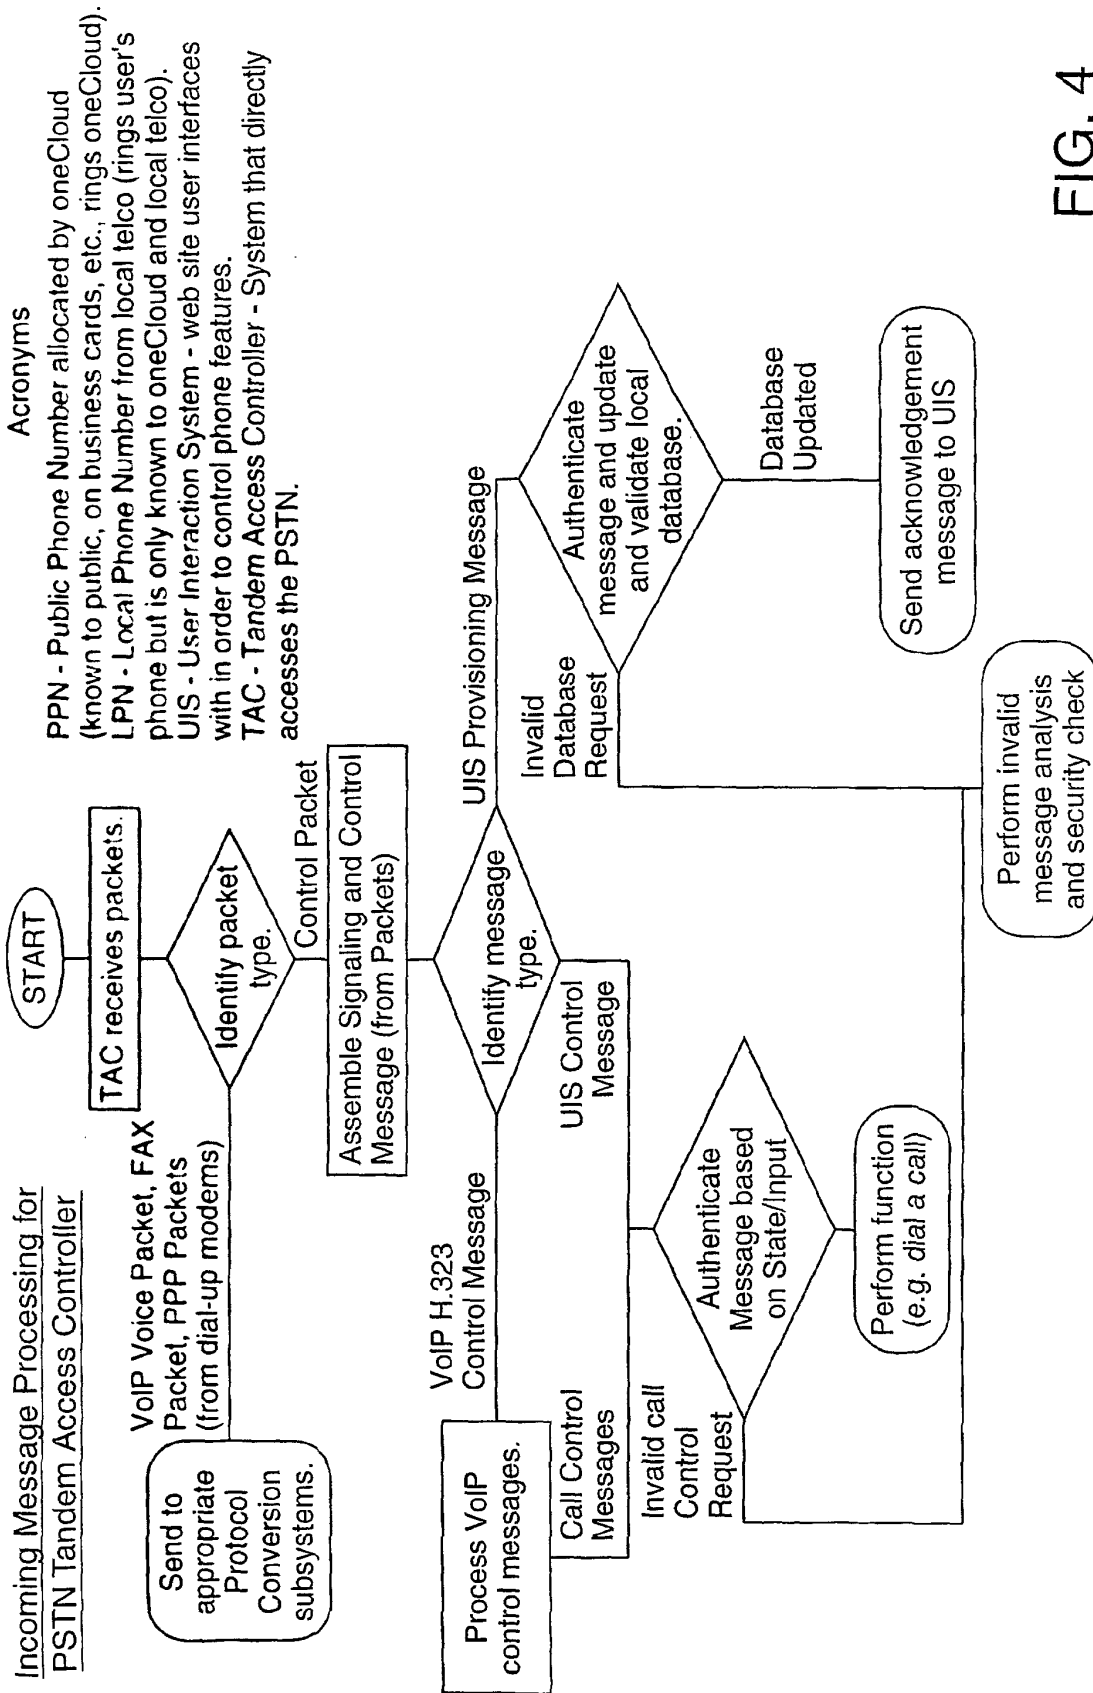 Incoming Message Processing for
PSTN Tandem Access Controller
START
Acronyms
PPN - Public Phone Number allocated by oneCloud
(known to public, on business cards, etc., rings oneCloud).
LPN - Local Phone Number from local telco (rings user's
phone but is only known to oneCloud and local telco).
UIS - User Interaction System - web site user interfaces
with in order to control phone features.
TAC - Tandem Access Controller - System that directly
accesses the PSTN.
TAC receives packets.
VoIP Voice Packet, FAX
Packet, PPP Packets
(from dial-up modems)
Identify packet
type.
Send to
appropriate
Protocol
Conversion
subsystems.
Control Packet
Assemble Signaling and Control
Message (from Packets)
VoIP H.323
Control Message
Identify message
type.
UIS Provisioning Message
Process VoIP
control messages.
UIS Control
Message
Invalid
Database
Request
Authenticate
message and update
and validate local
database.
Call Control
Messages
Database
Updated
Invalid call
Control
Request
Authenticate
Message based
on State/Input
Send acknowledgement
message to UIS
Perform function
(e.g. dial a call)
Perform invalid
message analysis
and security check
FIG. 4